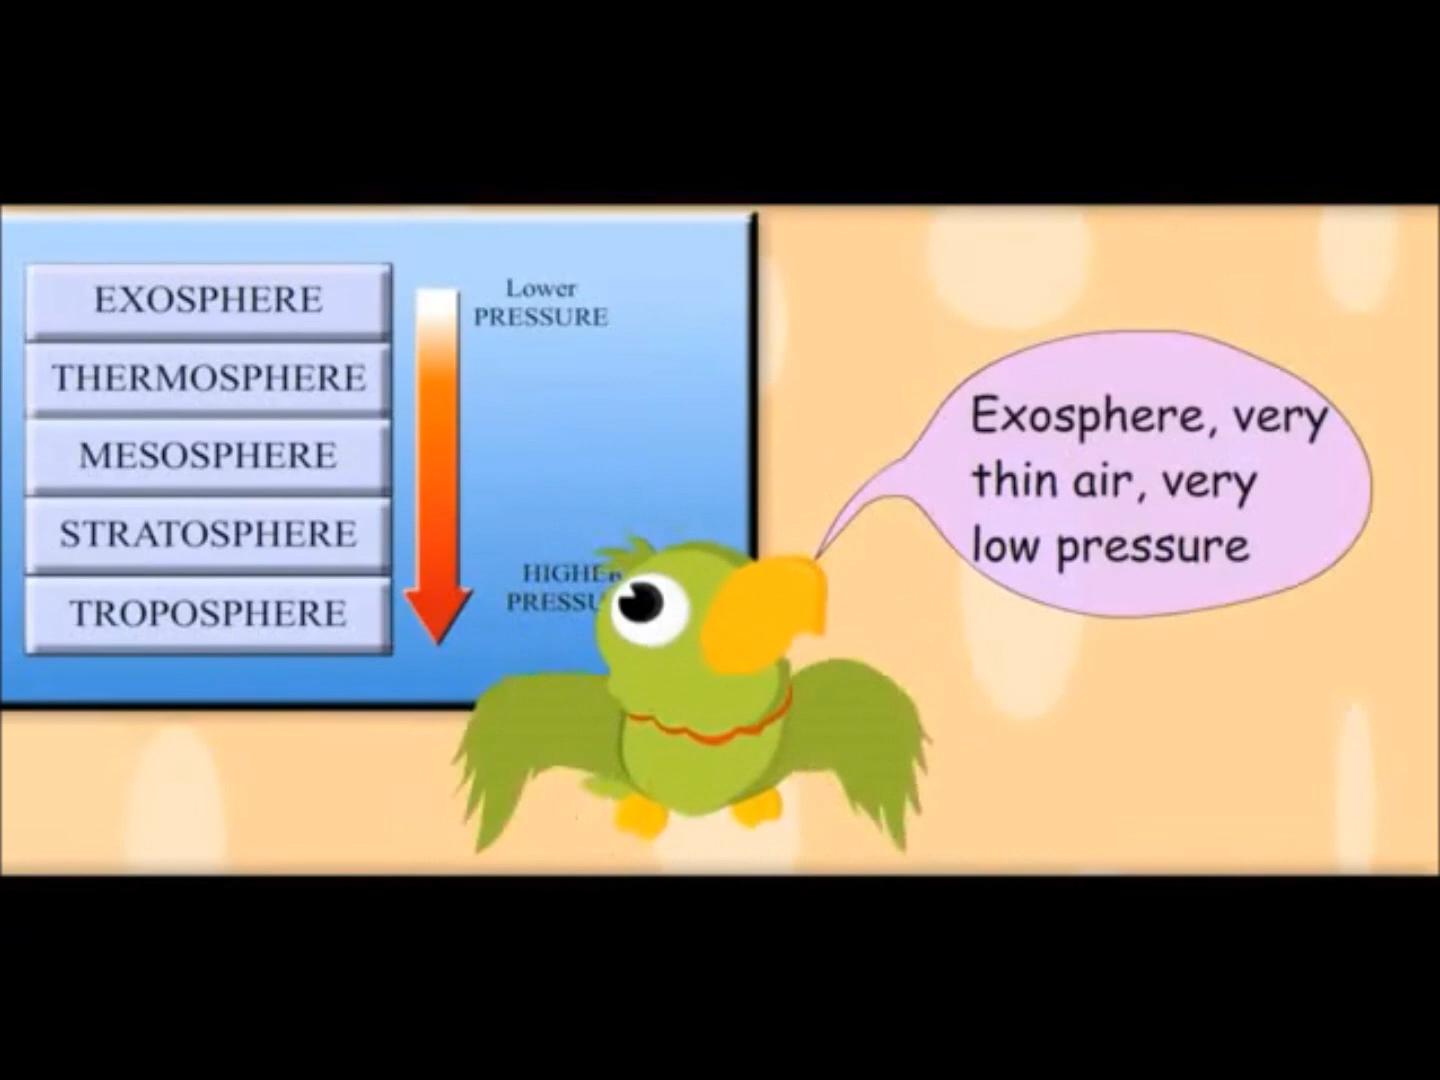 EXOSPHERE
THERMOSPHERE
MESOSPHERE
STRATOSPHERE
TROPOSPHERE
Lower
PRESSURE
Exosphere, very
thin air, very
low pressure